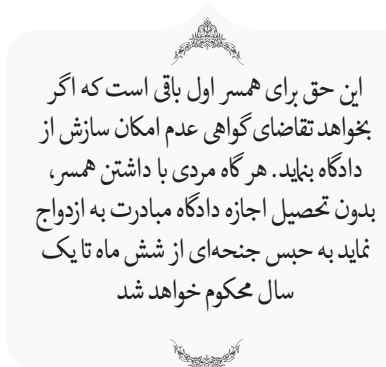 این حق برای همسر اول باقی است که اگر
بخواهد تقاضای گواهی عدم امکان سازش از
دادگاه بنماید. هر گاه مردی با داشتن همسر،
بدون تحصیل اجازه دادگاه مبادرت به ازدواج
نماید به حبس جنحه‌ای از شش ماه تا یک
سال محکوم خواهد شد